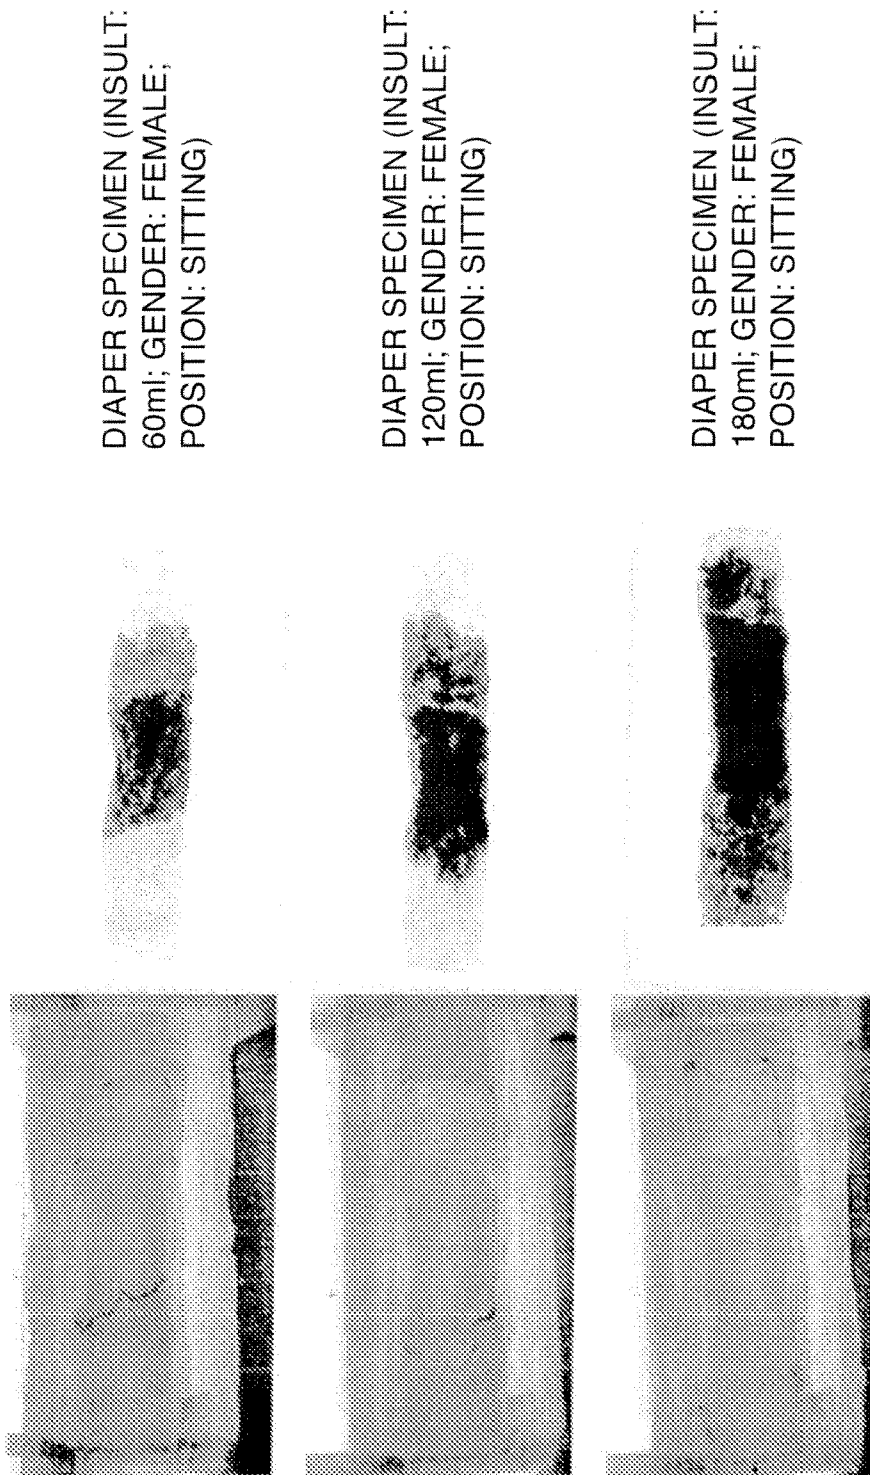 DIAPER SPECIMEN (INSULT:
60ml; GENDER: FEMALE;
POSITION: SITTING)
DIAPER SPECIMEN (INSULT:
120ml; GENDER: FEMALE;
POSITION: SITTING)
DIAPER SPECIMEN (INSULT:
180ml; GENDER: FEMALE;
POSITION: SITTING)